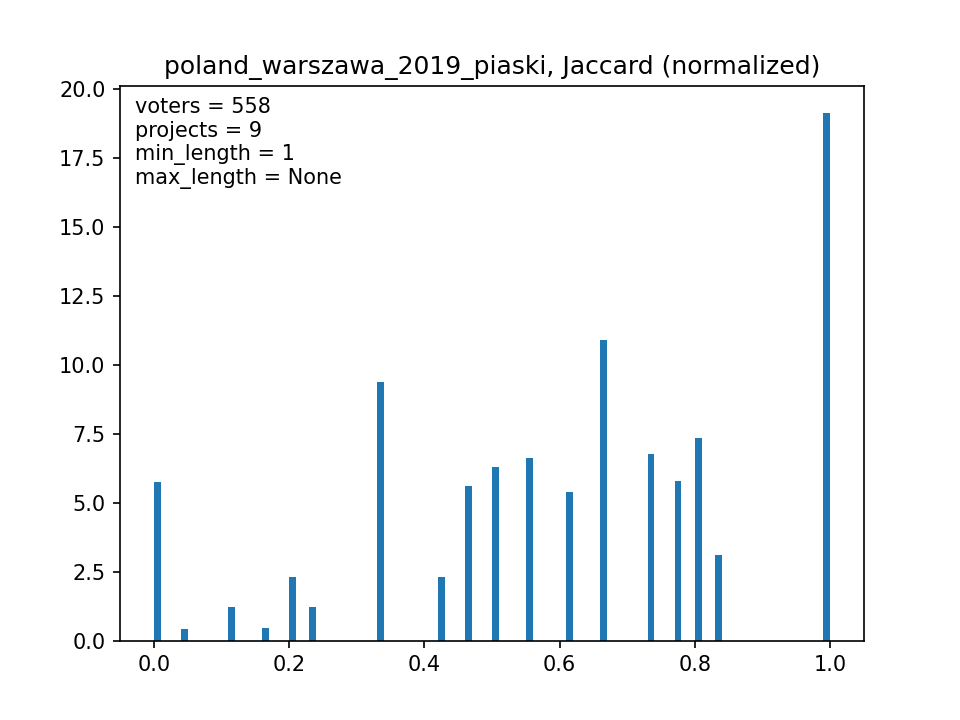 poland_warszawa_2019_piaski, Jaccard (normalized)
voters = 558
projects = 9
min_length = 1
max_length = None
20.0
17.5
15.0
12.5
10.0
7.5
5.0
2.5
0.0
0.0 0.2 0.4 0.6 0.8 1.0